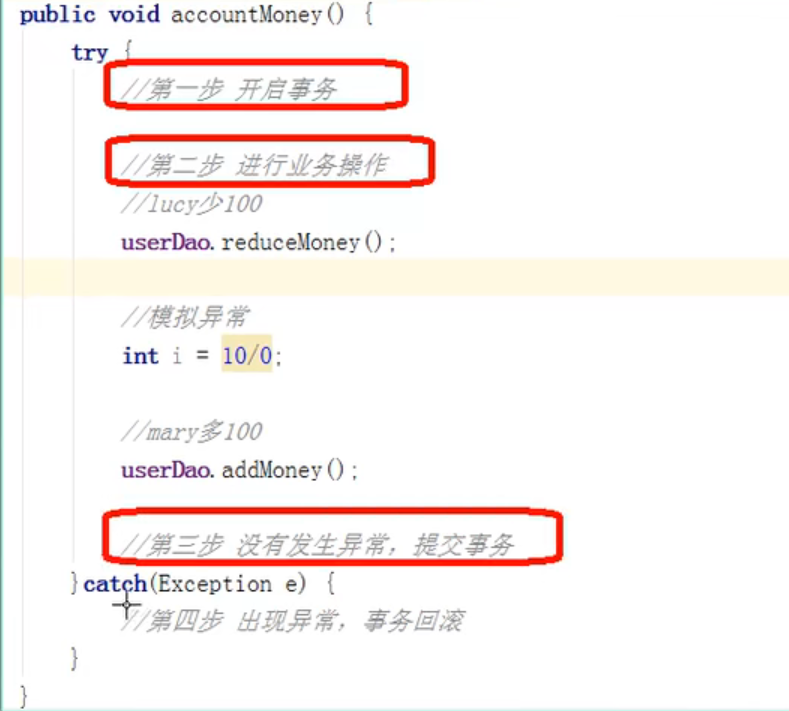 public void accountMoney() {
try {
//第一步 开启事务
//第二步 进行业务操作
//lucy少100
userDao.reduceMoney();
//模拟异常
int i = 10/0;
//mary多100
userDao.addMoney();
//第三步 没有发生异常，提交事务
}catch(Exception e) {
//第四步 出现异常，事务回滚
}
}